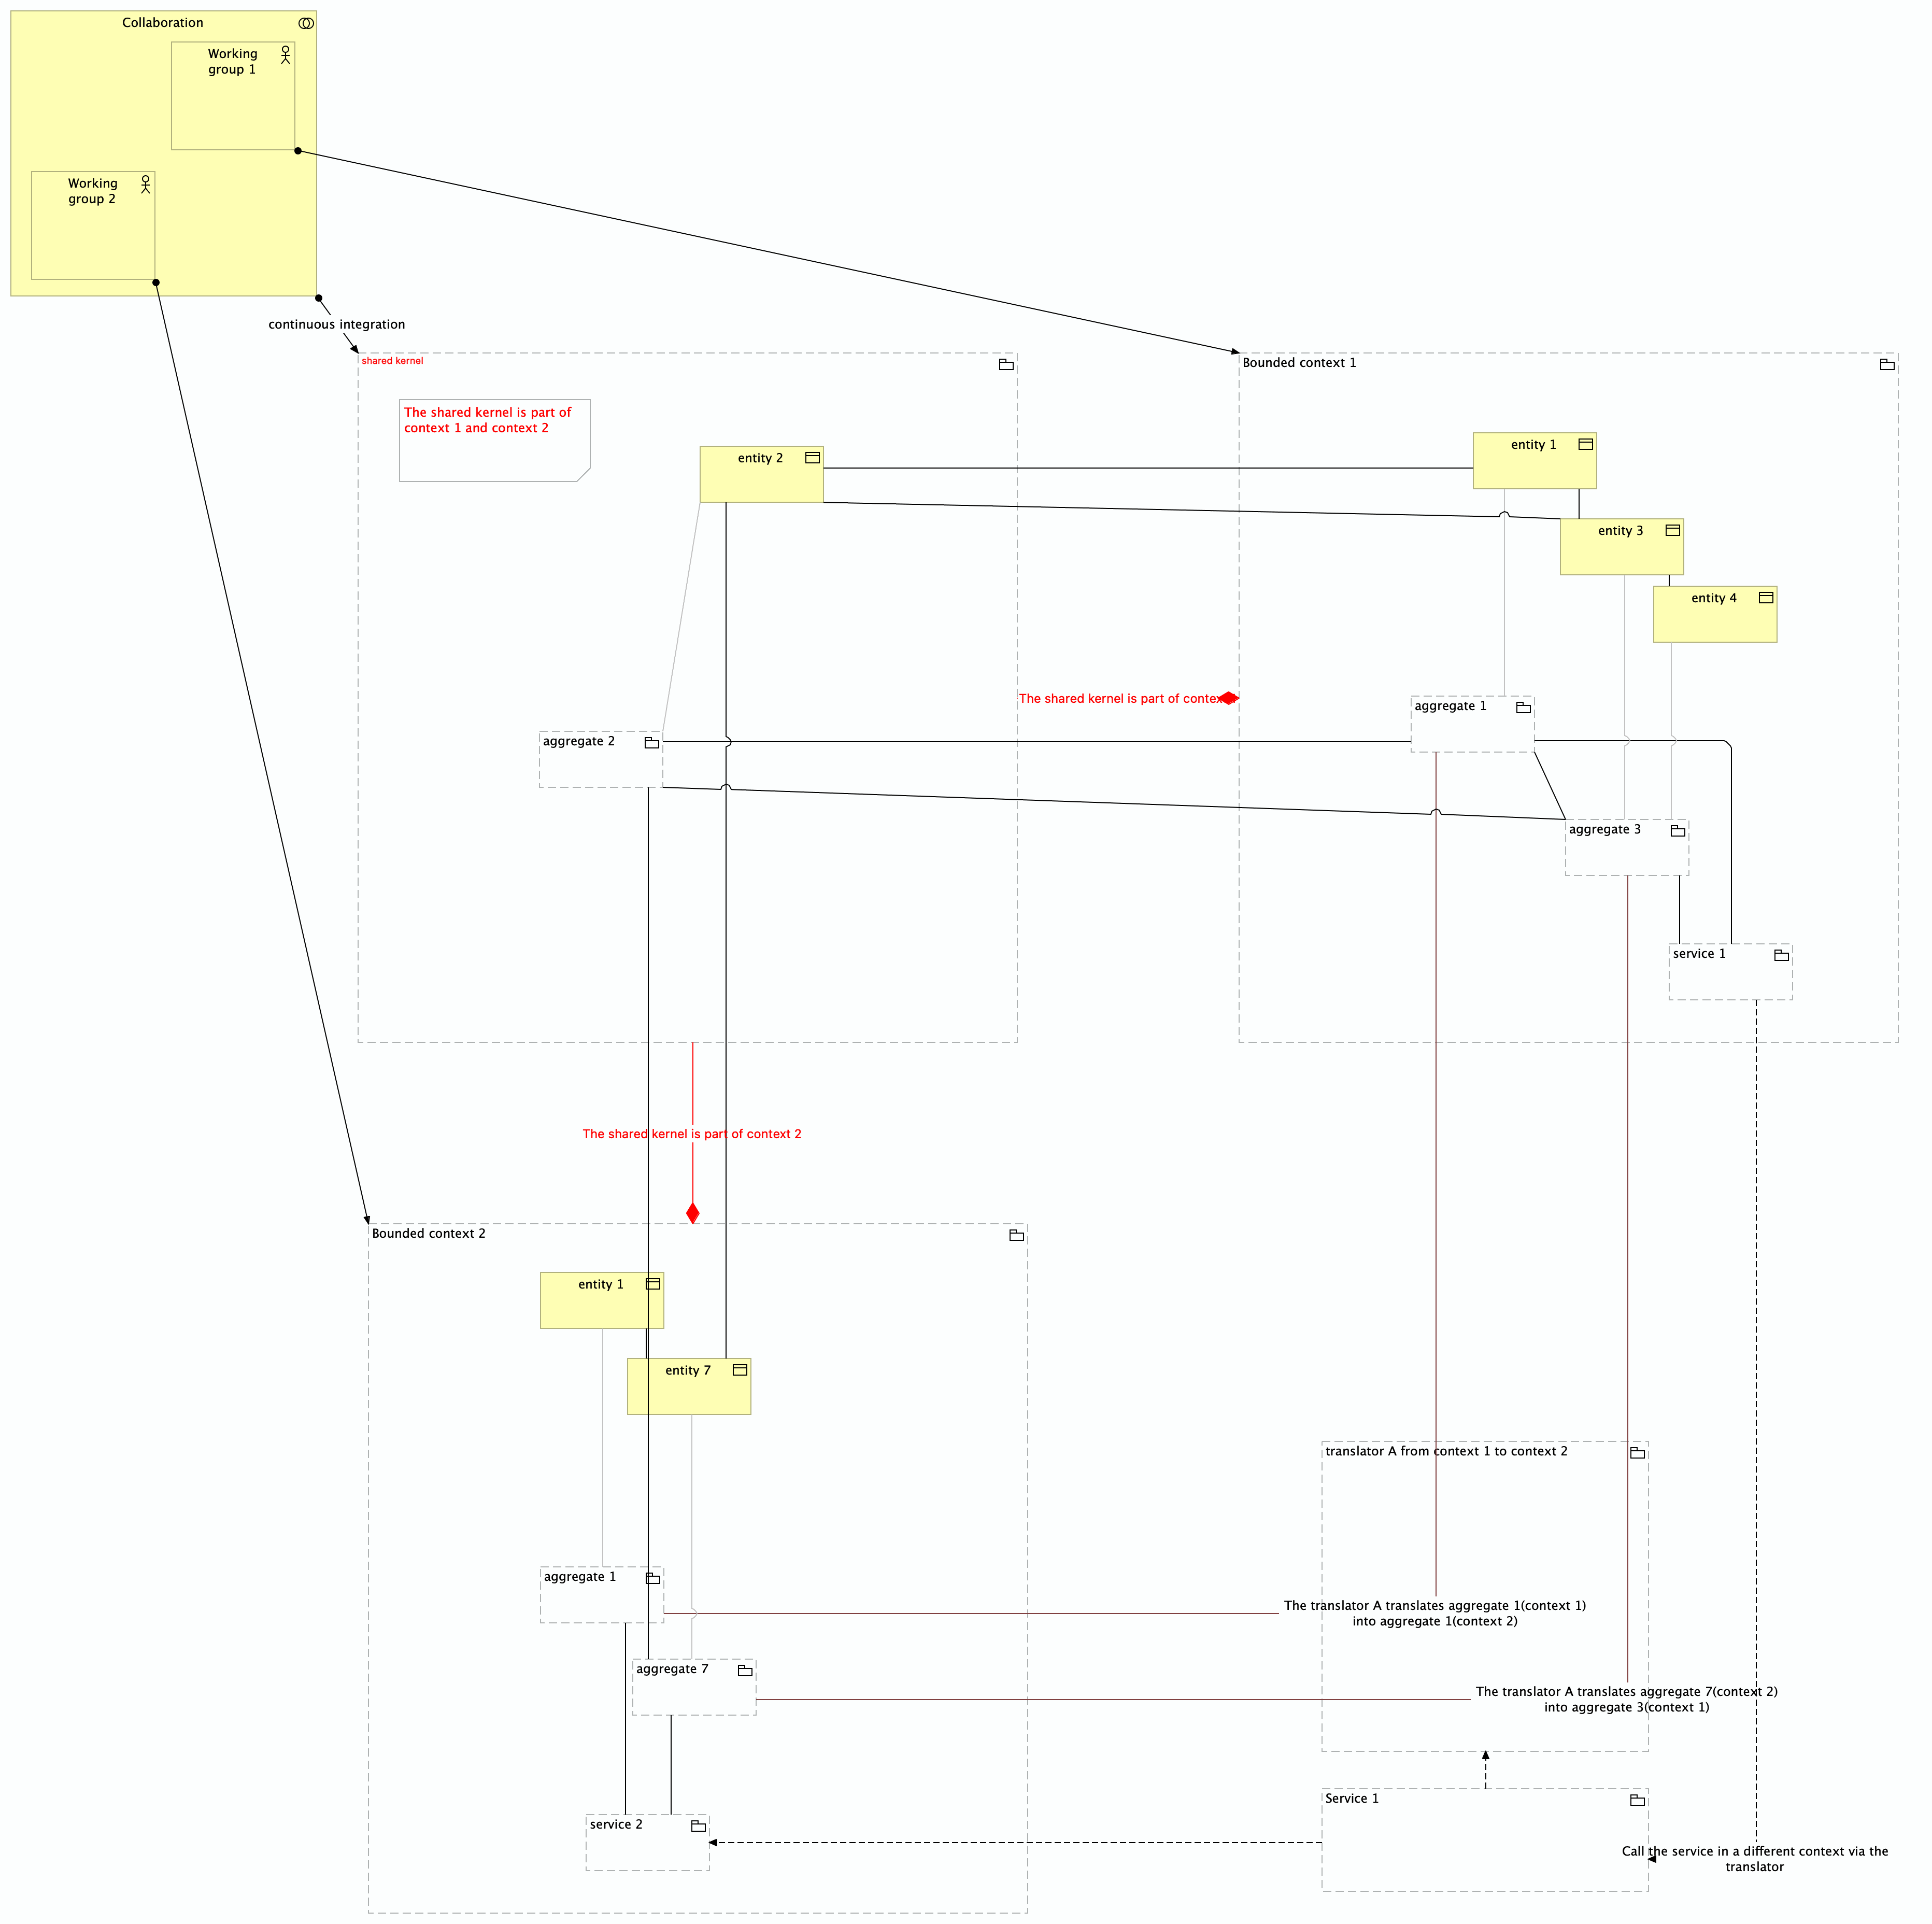 Collaboration
Working
group 1
Working
group 2
continuous integration
shared kernel
The shared kernel is part of
context 1 and context 2
entity 2
aggregate 2
Bounded context 1
entity 1
entity 3
entity 4
The shared kernel is part of context
aggregate 1
aggregate 3
service 1
The shared kernel is part of context 2
Bounded context 2
entity 1
entity 7
aggregate 1
aggregate 7
service 2
translator A from context 1 to context 2
The translator A translates aggregate 1(context 1)
into aggregate 1(context 2)
The translator A translates aggregate 7(context 2)
into aggregate 3(context 1)
Service 1
Call the service in a different context via the
translator